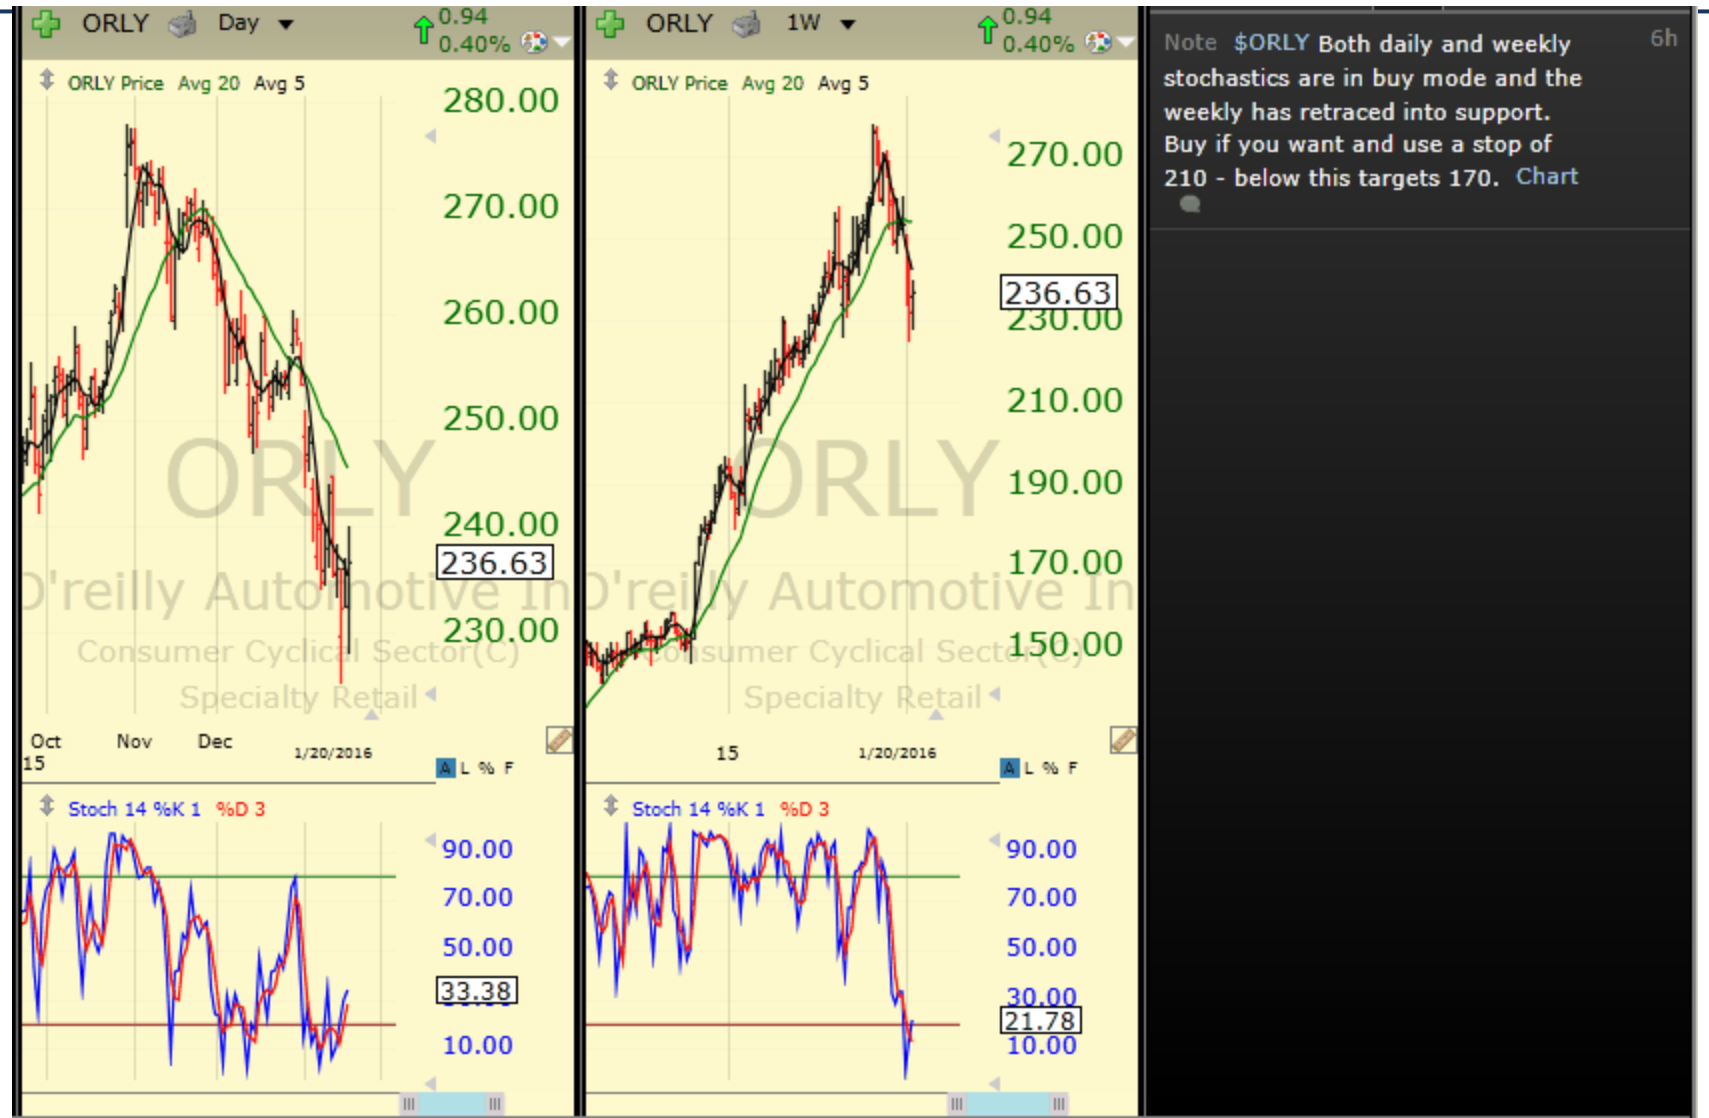 ORLY Day 0.94
0.40%
ORLY Price Avg 20 Avg 5
280.00
270.00
260.00
250.00
240.00
236.63
230.00
ORLY
O'reilly Automotive In
Consumer Cyclical Sector(C)
Specialty Retail
Oct Nov Dec 1/20/2016
15
A L % F
Stoch 14 %K 1 %D 3
90.00
70.00
50.00
33.38
10.00
ORLY 1W 0.94
0.40%
ORLY Price Avg 20 Avg 5
270.00
250.00
236.63
230.00
210.00
190.00
170.00
150.00
ORLY
O'reilly Automotive In
Consumer Cyclical Sector(C)
Specialty Retail
15 1/20/2016
A L % F
Stoch 14 %K 1 %D 3
90.00
70.00
50.00
30.00
21.78
10.00
Note $ORLY Both daily and weekly 6h
stochastics are in buy mode and the
weekly has retraced into support.
Buy if you want and use a stop of
210 - below this targets 170. Chart